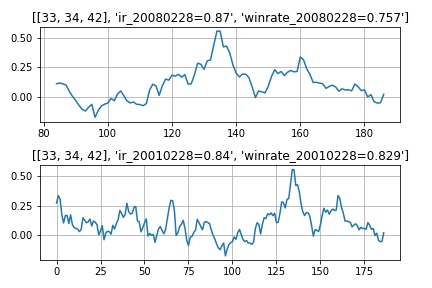 [[33, 34, 42], 'ir_20080228=0.87', 'winrate_20080228=0.757']
0.50
0.25
0.00
80 100 120 140 160 180
[[33, 34, 42], 'ir_20010228=0.84', 'winrate_20010228=0.829']
0.50
0.25
0.00
0 25 50 75 100 125 150 175